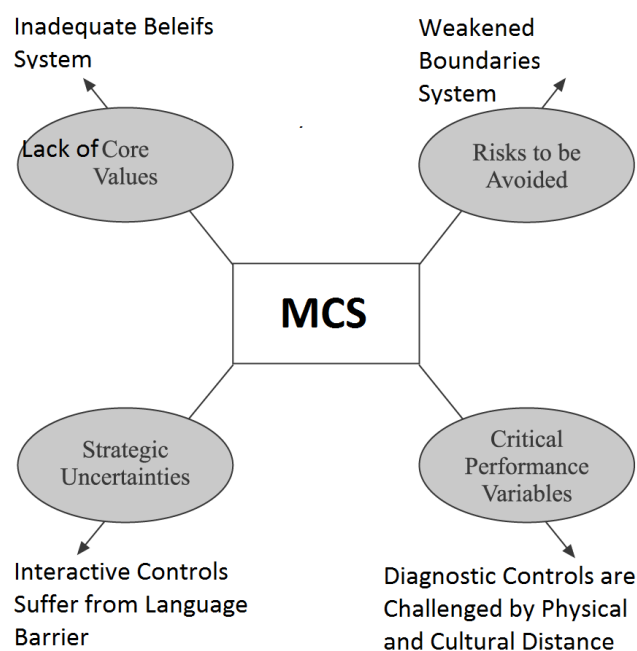 Inadequate Beleifs
System
Weakened
Boundaries
System
Lack of Core
Values
Risks to be
Avoided
MCS
Strategic
Uncertainties
Critical
Performance
Variables
Interactive Controls
Suffer from Language
Barrier
Diagnostic Controls are
Challenged by Physical
and Cultural Distance